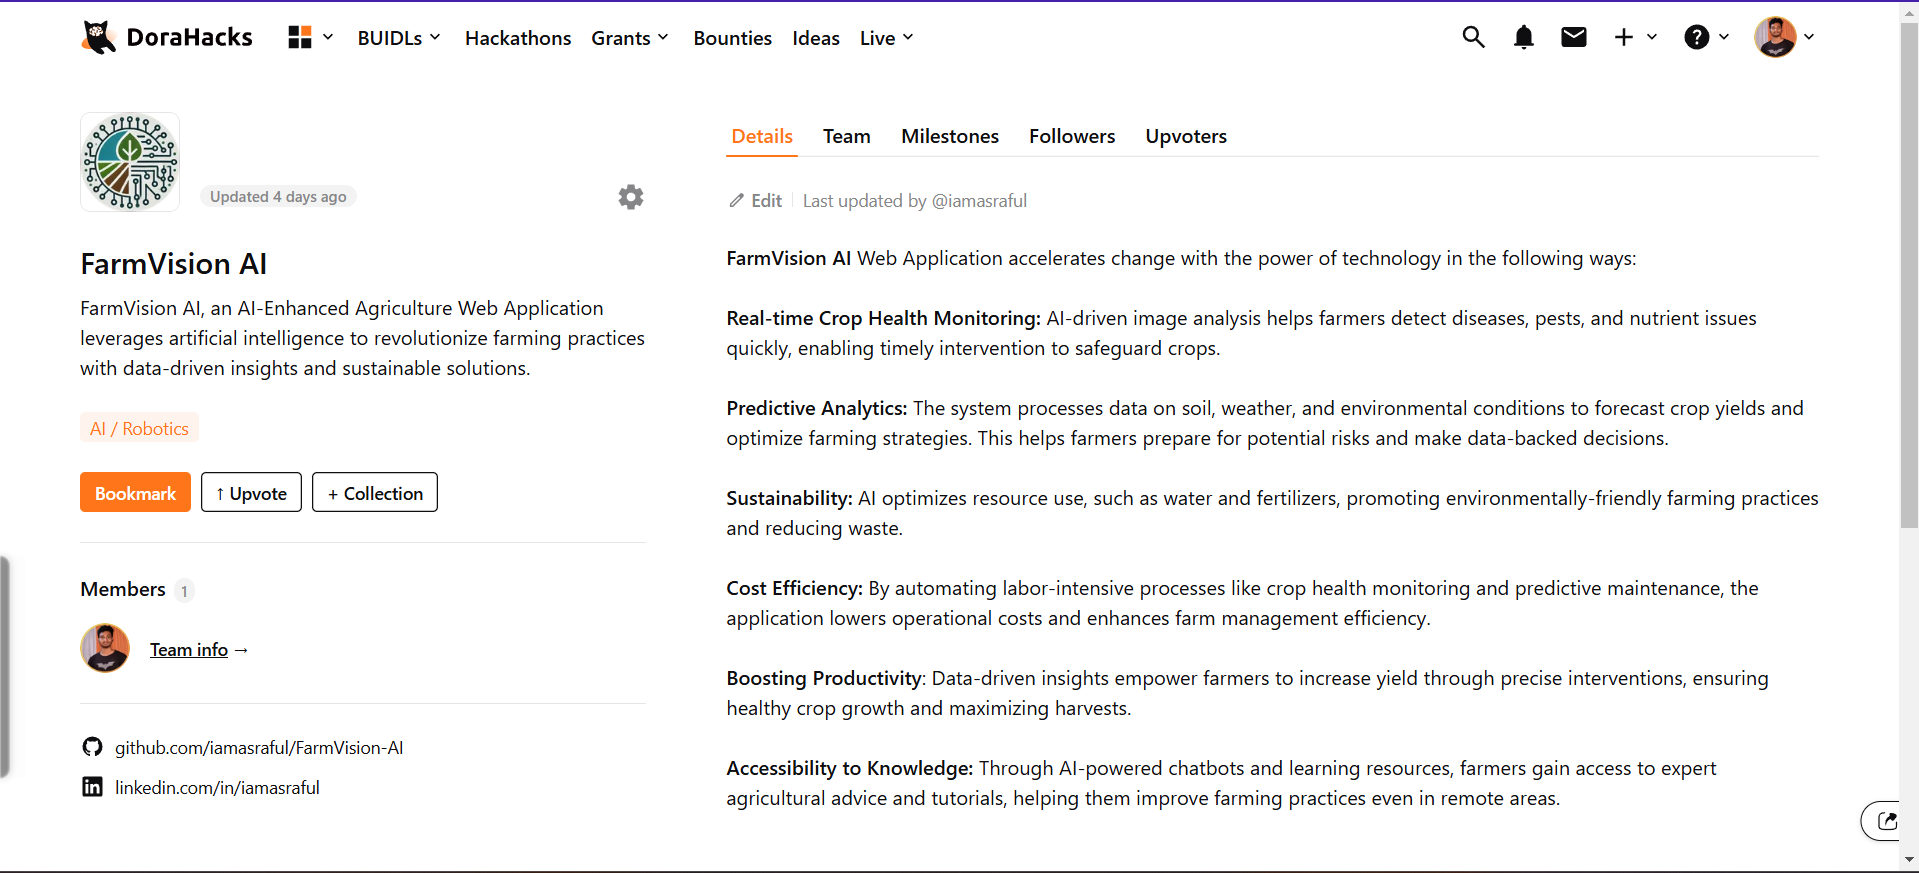 DoraHacks
BUIDLs
Hackathons
Grants
Bounties
Ideas
Live
Updated 4 days ago
FarmVision AI
FarmVision AI, an AI-Enhanced Agriculture Web Application
leverages artificial intelligence to revolutionize farming practices
with data-driven insights and sustainable solutions.
AI / Robotics
Bookmark
↑ Upvote
+ Collection
Members 1
Team info →
github.com/iamasraful/FarmVision-AI
linkedin.com/in/iamasraful
Details
Team
Milestones
Followers
Upvoters
Edit
Last updated by @iamasraful
FarmVision AI Web Application accelerates change with the power of technology in the following ways:
Real-time Crop Health Monitoring: AI-driven image analysis helps farmers detect diseases, pests, and nutrient issues
quickly, enabling timely intervention to safeguard crops.
Predictive Analytics: The system processes data on soil, weather, and environmental conditions to forecast crop yields and
optimize farming strategies. This helps farmers prepare for potential risks and make data-backed decisions.
Sustainability: AI optimizes resource use, such as water and fertilizers, promoting environmentally-friendly farming practices
and reducing waste.
Cost Efficiency: By automating labor-intensive processes like crop health monitoring and predictive maintenance, the
application lowers operational costs and enhances farm management efficiency.
Boosting Productivity: Data-driven insights empower farmers to increase yield through precise interventions, ensuring
healthy crop growth and maximizing harvests.
Accessibility to Knowledge: Through AI-powered chatbots and learning resources, farmers gain access to expert
agricultural advice and tutorials, helping them improve farming practices even in remote areas.